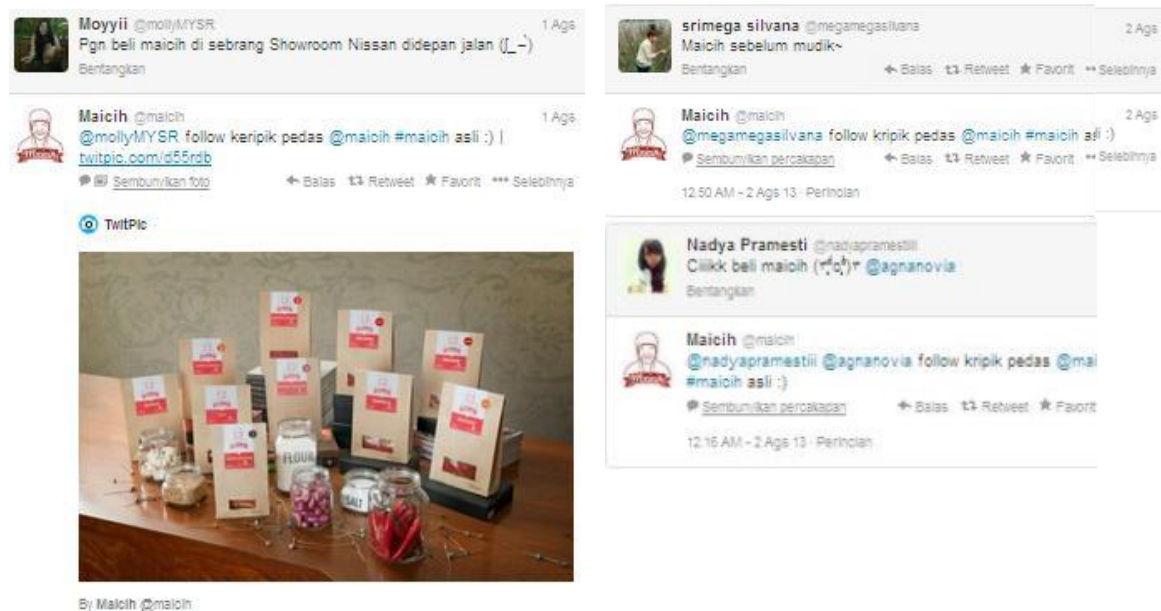 Moyyii @mollyMYSR 1 Ags
Pgn beli maicih di sebrang Showroom Nissan didepan jalan (ʃ_⌣̀)
Bentangkan
Maicih @maicih 1 Ags
@mollyMYSR follow keripik pedas @maicih #maicih asli :) |
twitpic.com/d55rdb
Sembunyikan foto Balas Retweet Favorit Selebihnya
TwitPic
FLOUR
SALT
By Maicih @maicih
srimega silvana @megamegasilvana 2 Ags
Maicih sebelum mudik~
Bentangkan Balas Retweet Favorit Selebihnya
Maicih @maicih 2 Ags
@megamegasilvana follow kripik pedas @maicih #maicih asli :)
Sembunyikan percakapan Balas Retweet Favorit Selebihnya
12:50 AM - 2 Ags 13 · Perincian
Nadya Pramesti @nadyapramestiii
Ciiikk beli maicih @agnanovia
Bentangkan
Maicih @maicih
@nadyapramestiii @agnanovia follow kripik pedas @mai
#maicih asli :)
Sembunyikan percakapan Balas Retweet Favorit
12:16 AM - 2 Ags 13 · Perincian